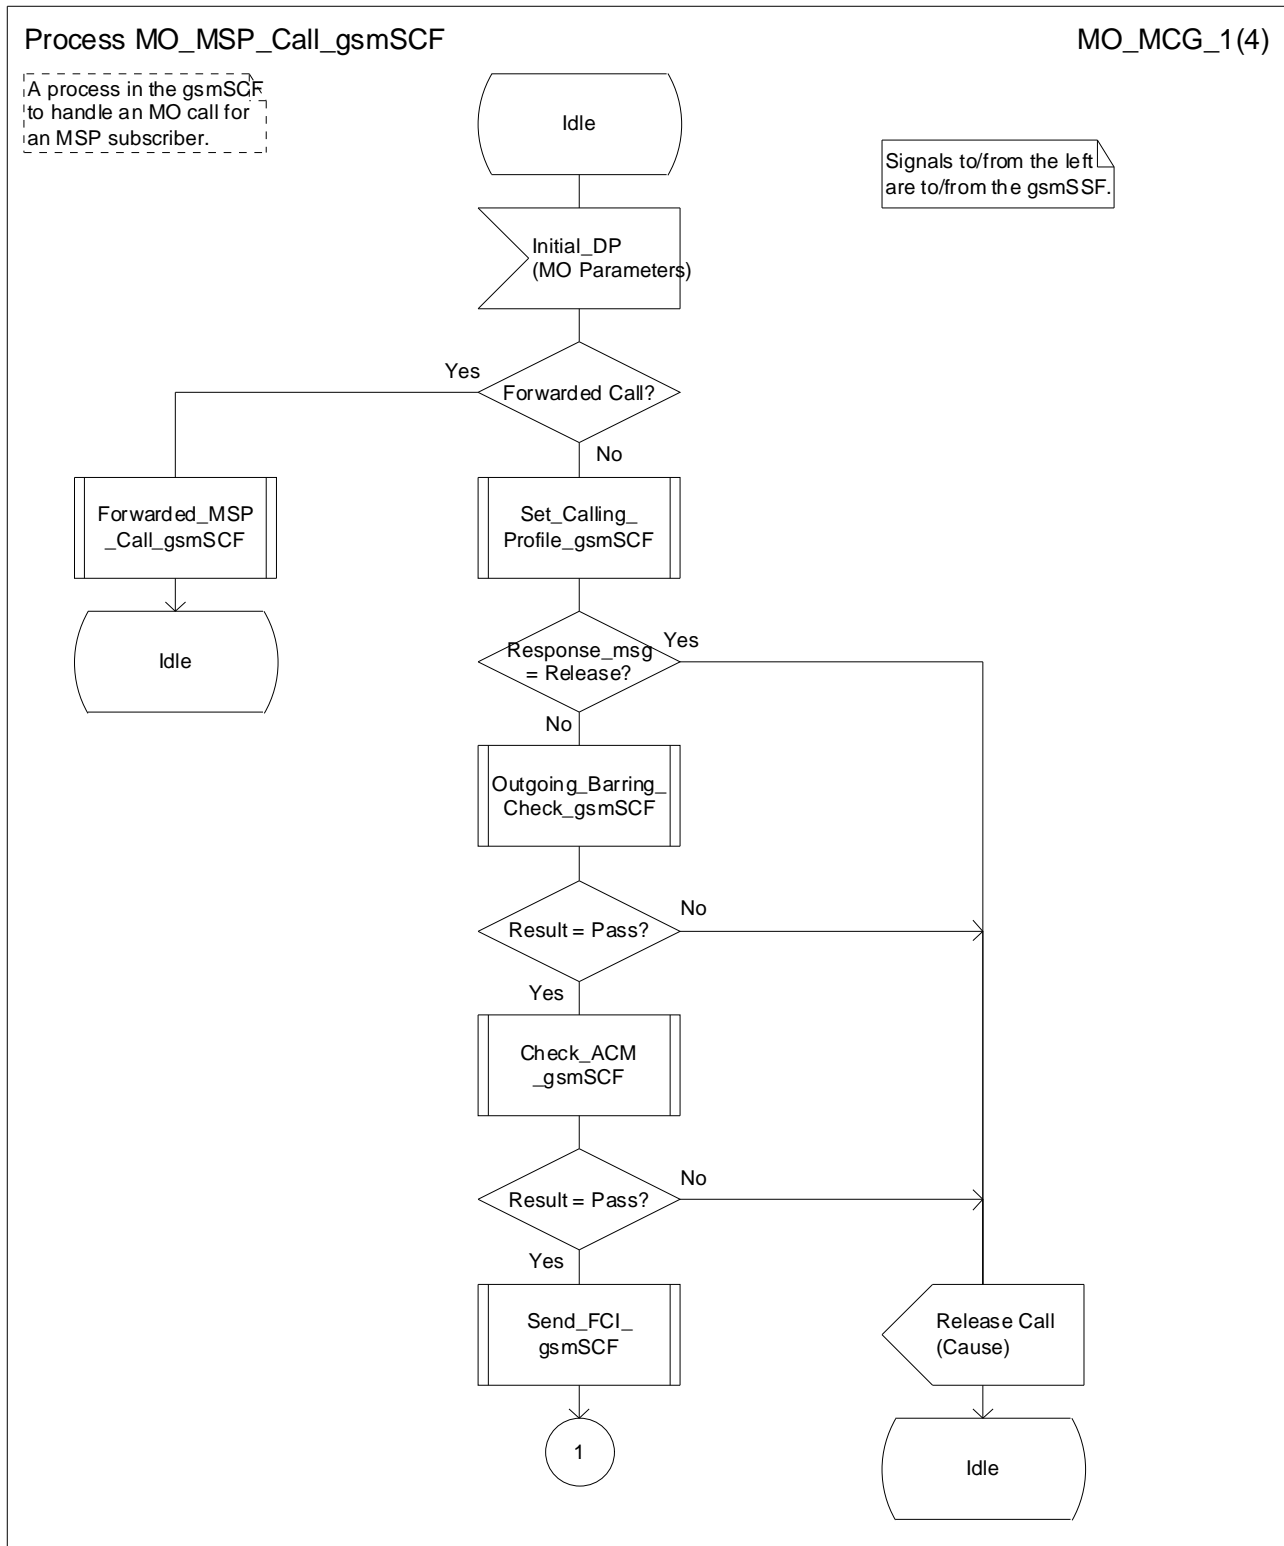 Process MO_MSP_Call_gsmSCF
MO_MCG_1(4)
A process in the gsmSCF
to handle an MO call for
an MSP subscriber.
Idle
Signals to/from the left
are to/from the gsmSSF.
Initial_DP
(MO Parameters)
Yes
Forwarded Call?
No
Forwarded_MSP
_Call_gsmSCF
Set_Calling_
Profile_gsmSCF
Idle
Response_msg
= Release?
Yes
No
Outgoing_Barring_
Check_gsmSCF
Result = Pass?
No
Yes
Check_ACM
_gsmSCF
Result = Pass?
No
Yes
Send_FCI_
gsmSCF
Release Call
(Cause)
1
Idle